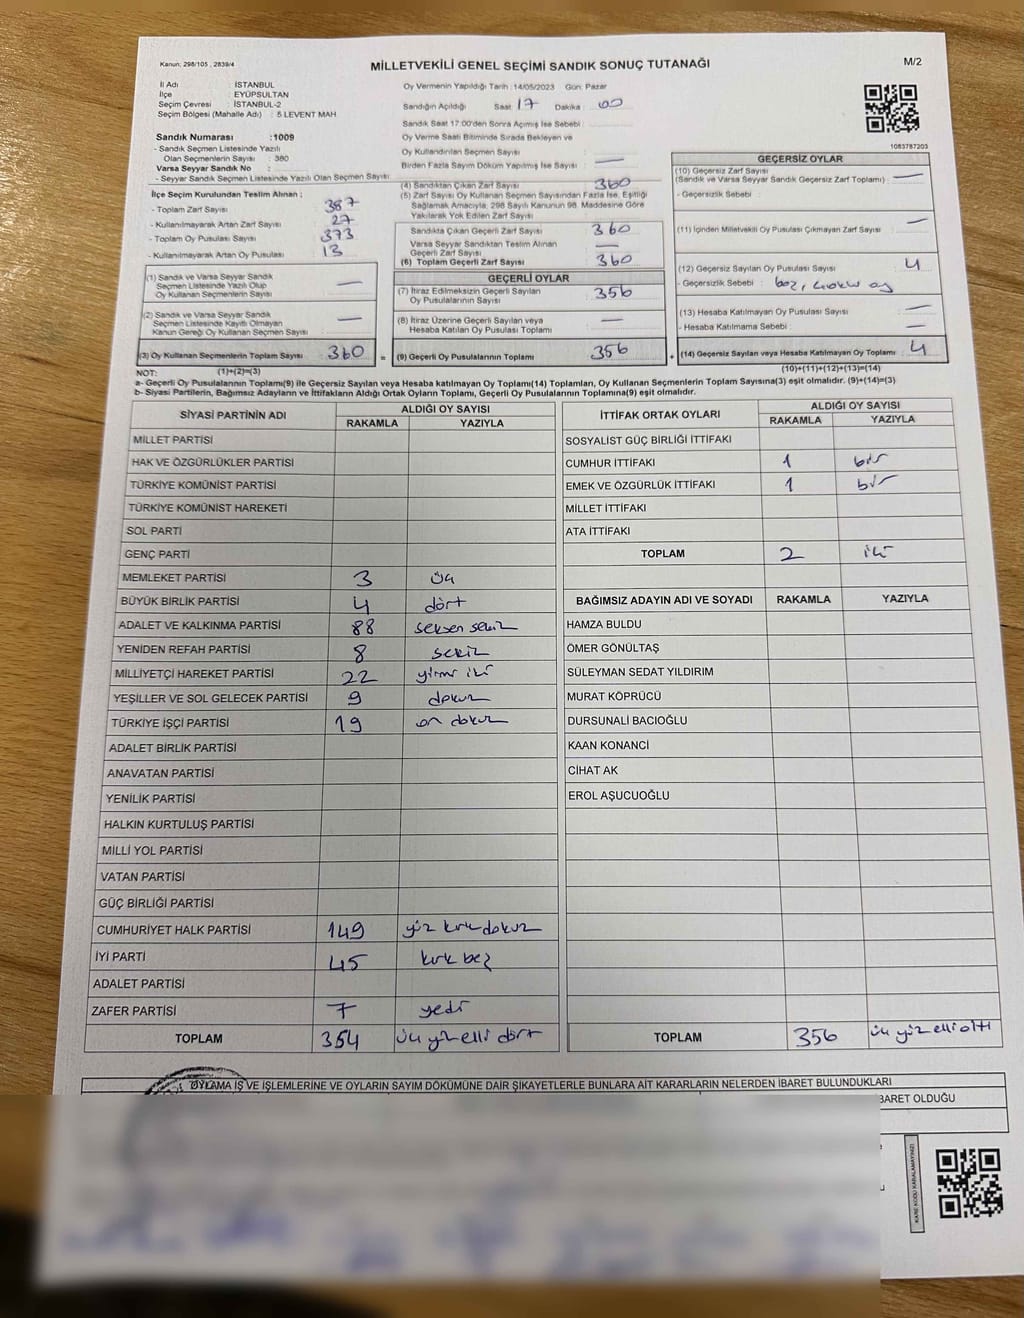 Kanun: 298/105 , 2839/4
MİLLETVEKİLİ GENEL SEÇİMİ SANDIK SONUÇ TUTANAĞI
M/2
İl Adı : İSTANBUL
İlçe : EYÜPSULTAN
Seçim Çevresi : İSTANBUL-2
Seçim Bölgesi (Mahalle Adı) : 5 LEVENT MAH
Sandık Numarası : 1009
- Sandık Seçmen Listesinde Yazılı
Olan Seçmenlerin Sayısı : 380
Varsa Seyyar Sandık No :
- Seyyar Sandık Seçmen Listesinde Yazılı Olan Seçmen Sayısı :
İlçe Seçim Kurulundan Teslim Alınan ;
- Toplam Zarf Sayısı 387
- Kullanılmayarak Artan Zarf Sayısı 27
- Toplam Oy Pusulası Sayısı 373
- Kullanılmayarak Artan Oy Pusulası 13
(1) Sandık ve Varsa Seyyar Sandık
Seçmen Listesinde Yazılı Olup
Oy Kullanan Seçmenlerin Sayısı —
(2) Sandık ve Varsa Seyyar Sandık
Seçmen Listesinde Kayıtlı Olmayan
Kanun Gereği Oy Kullanan Seçmen Sayısı —
(3) Oy Kullanan Seçmenlerin Toplam Sayısı 360 =
Oy Vermenin Yapıldığı Tarih : 14/05/2023 Gün: Pazar
Sandığın Açıldığı Saat 17 Dakika 00
Sandık Saat 17:00'den Sonra Açılmış İse Sebebi :
Oy Verme Saati Bitiminde Sırada Bekleyen ve
Oy Kullandırılan Seçmen Sayısı
Birden Fazla Sayım Döküm Yapılmış İse Sayısı : —
(4) Sandıktan Çıkan Zarf Sayısı 360
(5) Zarf Sayısı Oy Kullanan Seçmen Sayısından Fazla İse, Eşitliği
Sağlamak Amacıyla, 298 Sayılı Kanunun 98. Maddesine Göre
Yakılarak Yok Edilen Zarf Sayısı
Sandıkta Çıkan Geçerli Zarf Sayısı 360
Varsa Seyyar Sandıktan Teslim Alınan
Geçerli Zarf Sayısı —
(6) Toplam Geçerli Zarf Sayısı 360
GEÇERLİ OYLAR
(7) İtiraz Edilmeksizin Geçerli Sayılan
Oy Pusulalarının Sayısı 356
(8) İtiraz Üzerine Geçerli Sayılan veya
Hesaba Katılan Oy Pusulası Toplamı —
(9) Geçerli Oy Pusulalarının Toplamı 356 +
1083787203
GEÇERSİZ OYLAR
(10) Geçersiz Zarf Sayısı
(Sandık ve Varsa Seyyar Sandık Geçersiz Zarf Toplamı) : —
- Geçersizlik Sebebi :
(11) İçinden Milletvekili Oy Pusulası Çıkmayan Zarf Sayısı —
(12) Geçersiz Sayılan Oy Pusulası Sayısı 4
- Geçersizlik Sebebi : boş, oy
(13) Hesaba Katılmayan Oy Pusulası Sayısı —
- Hesaba Katılmama Sebebi : —
(14) Geçersiz Sayılan veya Hesaba Katılmayan Oy Toplamı 4
NOT: (1)+(2)=(3)
(10)+(11)+(12)+(13)=(14)
a- Geçerli Oy Pusulalarının Toplamı(9) ile Geçersiz Sayılan veya Hesaba katılmayan Oy Toplamı(14) Toplamları, Oy Kullanan Seçmenlerin Toplam Sayısına(3) eşit olmalıdır. (9)+(14)=(3)
b- Siyasi Partilerin, Bağımsız Adayların ve İttifakların Aldığı Ortak Oyların Toplamı, Geçerli Oy Pusulalarının Toplamına(9) eşit olmalıdır.
SİYASİ PARTİNİN ADI ALDIĞI OY SAYISI
RAKAMLA YAZIYLA
MİLLET PARTİSİ
HAK VE ÖZGÜRLÜKLER PARTİSİ
TÜRKİYE KOMÜNİST PARTİSİ
TÜRKİYE KOMÜNİST HAREKETİ
SOL PARTİ
GENÇ PARTİ
MEMLEKET PARTİSİ 3 üç
BÜYÜK BİRLİK PARTİSİ 4 dört
ADALET VE KALKINMA PARTİSİ 88 seksen sekiz
YENİDEN REFAH PARTİSİ 8 sekiz
MİLLİYETÇİ HAREKET PARTİSİ 22 yirmi iki
YEŞİLLER VE SOL GELECEK PARTİSİ 9 dokuz
TÜRKİYE İŞÇİ PARTİSİ 19 on dokuz
ADALET BİRLİK PARTİSİ
ANAVATAN PARTİSİ
YENİLİK PARTİSİ
HALKIN KURTULUŞ PARTİSİ
MİLLİ YOL PARTİSİ
VATAN PARTİSİ
GÜÇ BİRLİĞİ PARTİSİ
CUMHURİYET HALK PARTİSİ 149 yüz kırk dokuz
İYİ PARTİ 45 kırk beş
ADALET PARTİSİ
ZAFER PARTİSİ 7 yedi
TOPLAM 354 üç yüz elli dört
İTTİFAK ORTAK OYLARI ALDIĞI OY SAYISI
RAKAMLA YAZIYLA
SOSYALİST GÜÇ BİRLİĞİ İTTİFAKI
CUMHUR İTTİFAKI 1 bir
EMEK VE ÖZGÜRLÜK İTTİFAKI 1 bir
MİLLET İTTİFAKI
ATA İTTİFAKI
TOPLAM 2 iki
BAĞIMSIZ ADAYIN ADI VE SOYADI RAKAMLA YAZIYLA
HAMZA BULDU
ÖMER GÖNÜLTAŞ
SÜLEYMAN SEDAT YILDIRIM
MURAT KÖPRÜCÜ
DURSUNALİ BACIOĞLU
KAAN KONANCİ
CİHAT AK
EROL AŞUCUOĞLU
TOPLAM 356 üç yüz elli altı
OYLAMA İŞ VE İŞLEMLERİNE VE OYLARIN SAYIM DÖKÜMÜNE DAİR ŞİKAYETLERLE BUNLARA AİT KARARLARIN NELERDEN İBARET BULUNDUKLARI
BARET OLDUĞU
KARE KODU KARALAMAYINIZ!